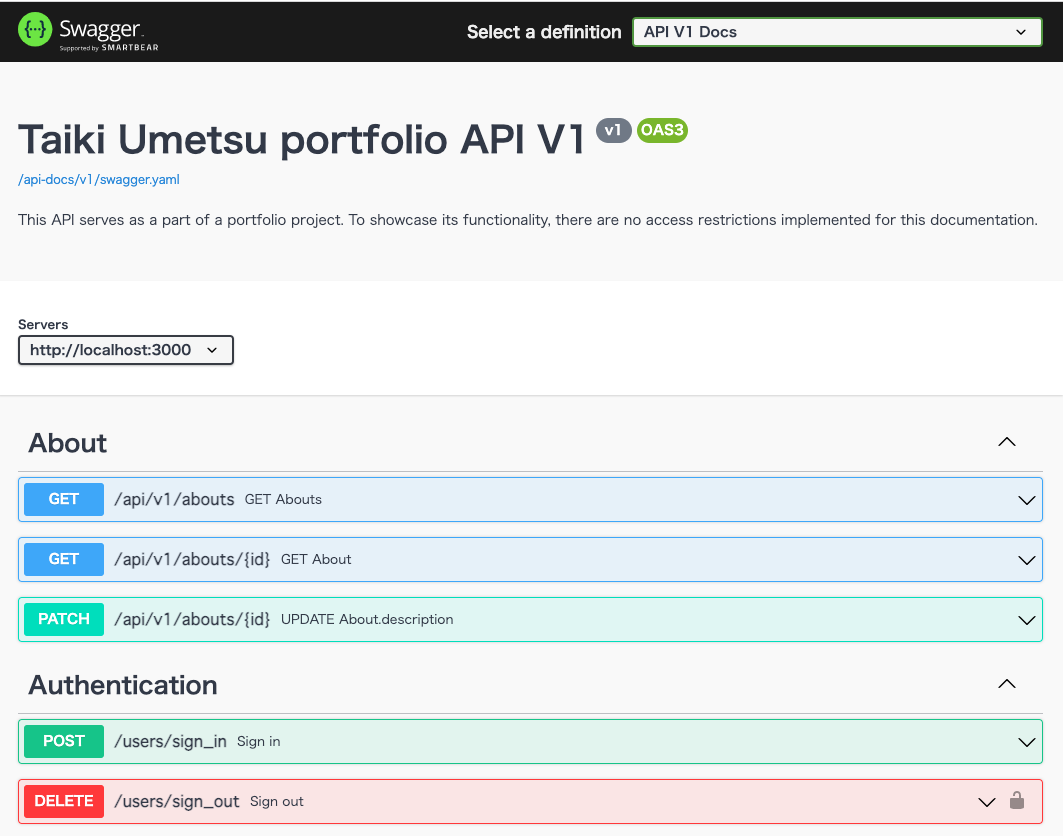 {···} Swagger
Supported by SMARTBEAR
Select a definition
API V1 Docs
Taiki Umetsu portfolio API V1 v1 OAS3
/api-docs/v1/swagger.yaml
This API serves as a part of a portfolio project. To showcase its functionality, there are no access restrictions implemented for this documentation.
Servers
http://localhost:3000
About
GET /api/v1/abouts GET Abouts
GET /api/v1/abouts/{id} GET About
PATCH /api/v1/abouts/{id} UPDATE About.description
Authentication
POST /users/sign_in Sign in
DELETE /users/sign_out Sign out